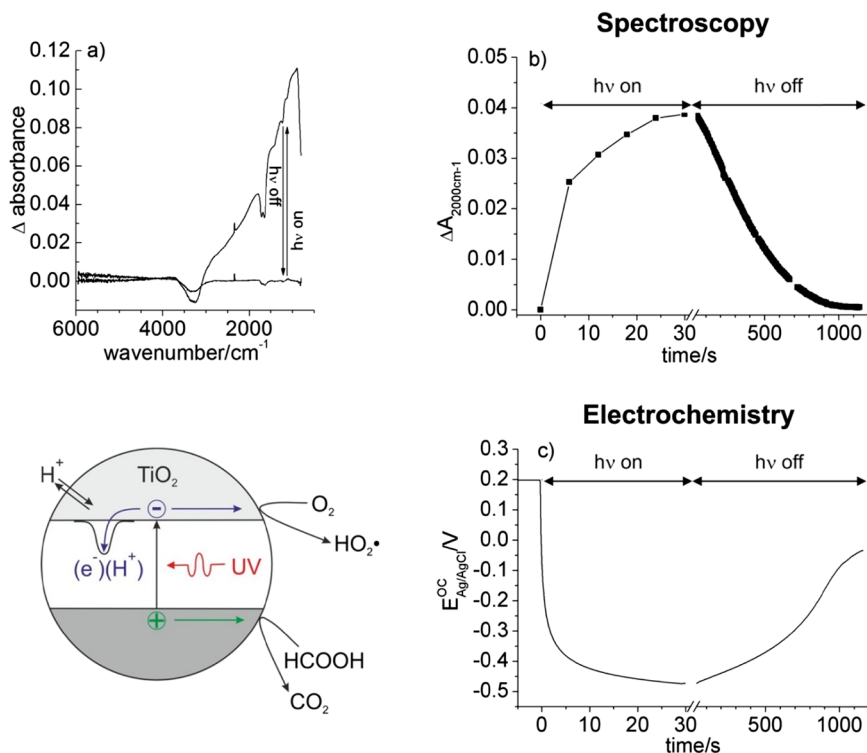 Spectroscopy
a)
0.12
0.10
0.08
0.06
0.04
0.02
0.00
Δ absorbance
hν off
hν on
6000 4000 2000
wavenumber/cm⁻¹
b)
hν on
hν off
0.05
0.04
0.03
0.02
0.01
0.00
ΔA2000cm-1
0 10 20 30 500 1000
time/s
TiO₂
H⁺
(e⁻)(H⁺)
UV
O₂
HO₂•
HCOOH
CO₂
Electrochemistry
c)
hν on
hν off
0.3
0.2
0.1
0.0
-0.1
-0.2
-0.3
-0.4
-0.5
E^OC Ag/AgCl/V
0 10 20 30 500 1000
time/s